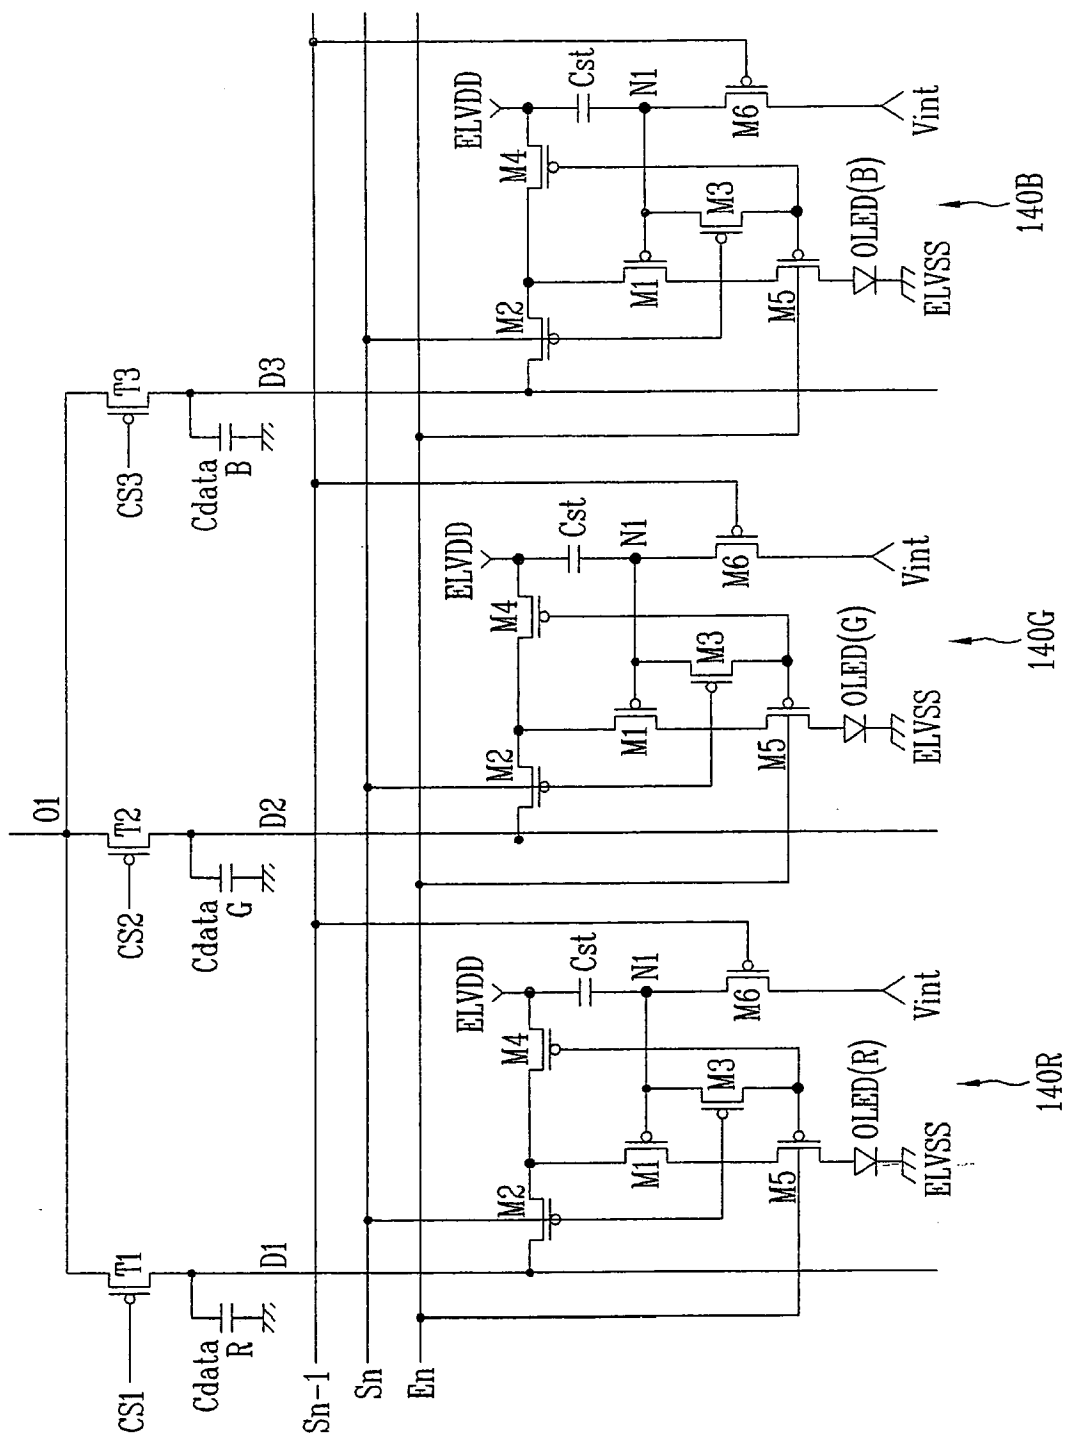 O1
CS1
T1
CS2
T2
CS3
T3
Cdata
R
D1
Cdata
G
D2
Cdata
B
D3
Sn-1
Sn
En
ELVDD
M4
Cst
N1
M2
M1
M3
M6
M5
OLED(R)
ELVSS
Vint
140R
ELVDD
M4
Cst
N1
M2
M1
M3
M6
M5
OLED(G)
ELVSS
Vint
140G
ELVDD
M4
Cst
N1
M2
M1
M3
M6
M5
OLED(B)
ELVSS
Vint
140B